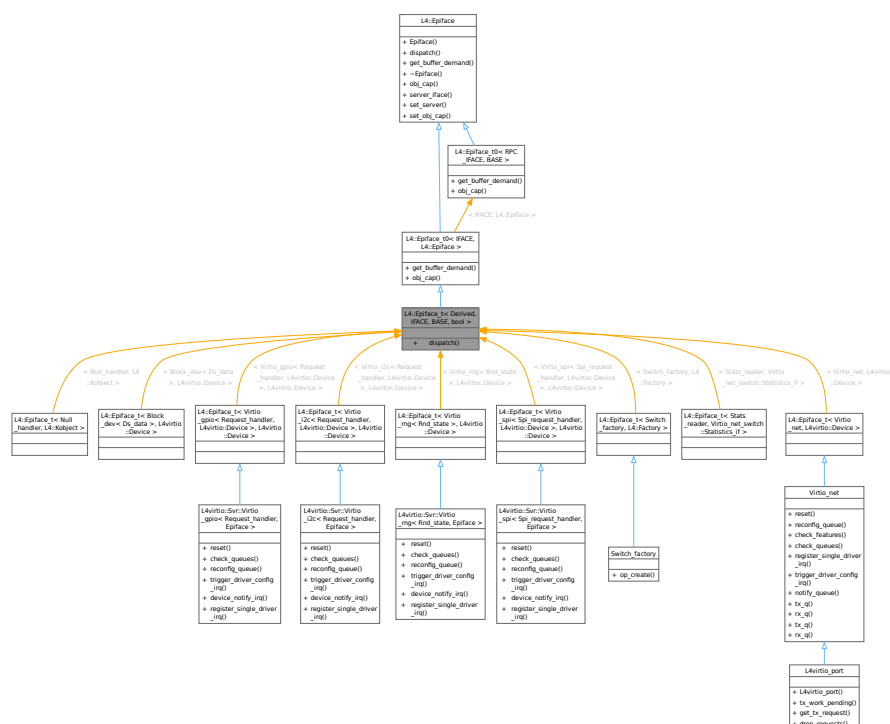 L4::Epiface
+ Epiface()
+ dispatch()
+ get_buffer_demand()
+ ~Epiface()
+ obj_cap()
+ server_iface()
+ set_server()
+ set_obj_cap()
L4::Epiface_t0< RPC
_IFACE, BASE >
+ get_buffer_demand()
+ obj_cap()
< IFACE, L4::Epiface >
L4::Epiface_t0< IFACE,
L4::Epiface >
+ get_buffer_demand()
+ obj_cap()
L4::Epiface_t< Derived,
IFACE, BASE, bool >
+ dispatch()
< Null_handler, L4
::Kobject >
< Block_dev< Ds_data
>, L4virtio::Device >
< Virtio_gpio< Request
_handler, L4virtio::Device
>, L4virtio::Device >
< Virtio_i2c< Request
_handler, L4virtio::Device
>, L4virtio::Device >
< Virtio_rng< Rnd_state
>, L4virtio::Device >
< Virtio_spi< Spi_request
_handler, L4virtio::Device
>, L4virtio::Device >
< Switch_factory, L4
::Factory >
< Stats_reader, Virtio
_net_switch::Statistics_if >
< Virtio_net, L4virtio
::Device >
L4::Epiface_t< Null
_handler, L4::Kobject >
L4::Epiface_t< Block
_dev< Ds_data >, L4virtio
::Device >
L4::Epiface_t< Virtio
_gpio< Request_handler,
L4virtio::Device >, L4virtio
::Device >
L4::Epiface_t< Virtio
_i2c< Request_handler,
L4virtio::Device >, L4virtio
::Device >
L4::Epiface_t< Virtio
_rng< Rnd_state >, L4virtio
::Device >
L4::Epiface_t< Virtio
_spi< Spi_request_handler,
L4virtio::Device >, L4virtio
::Device >
L4::Epiface_t< Switch
_factory, L4::Factory >
L4::Epiface_t< Stats
_reader, Virtio_net_switch
::Statistics_if >
L4::Epiface_t< Virtio
_net, L4virtio::Device >
L4virtio::Svr::Virtio
_gpio< Request_handler,
Epiface >
+ reset()
+ check_queues()
+ reconfig_queue()
+ trigger_driver_config
_irq()
+ device_notify_irq()
+ register_single_driver
_irq()
L4virtio::Svr::Virtio
_i2c< Request_handler,
Epiface >
+ reset()
+ check_queues()
+ reconfig_queue()
+ trigger_driver_config
_irq()
+ device_notify_irq()
+ register_single_driver
_irq()
L4virtio::Svr::Virtio
_rng< Rnd_state, Epiface >
+ reset()
+ check_queues()
+ reconfig_queue()
+ trigger_driver_config
_irq()
+ device_notify_irq()
+ register_single_driver
_irq()
L4virtio::Svr::Virtio
_spi< Spi_request_handler,
Epiface >
+ reset()
+ check_queues()
+ reconfig_queue()
+ trigger_driver_config
_irq()
+ device_notify_irq()
+ register_single_driver
_irq()
Switch_factory
+ op_create()
Virtio_net
+ reset()
+ reconfig_queue()
+ check_features()
+ check_queues()
+ register_single_driver
_irq()
+ trigger_driver_config
_irq()
+ notify_queue()
+ tx_q()
+ rx_q()
+ tx_q()
+ rx_q()
L4virtio_port
+ L4virtio_port()
+ tx_work_pending()
+ get_tx_request()
+ drop_requests()